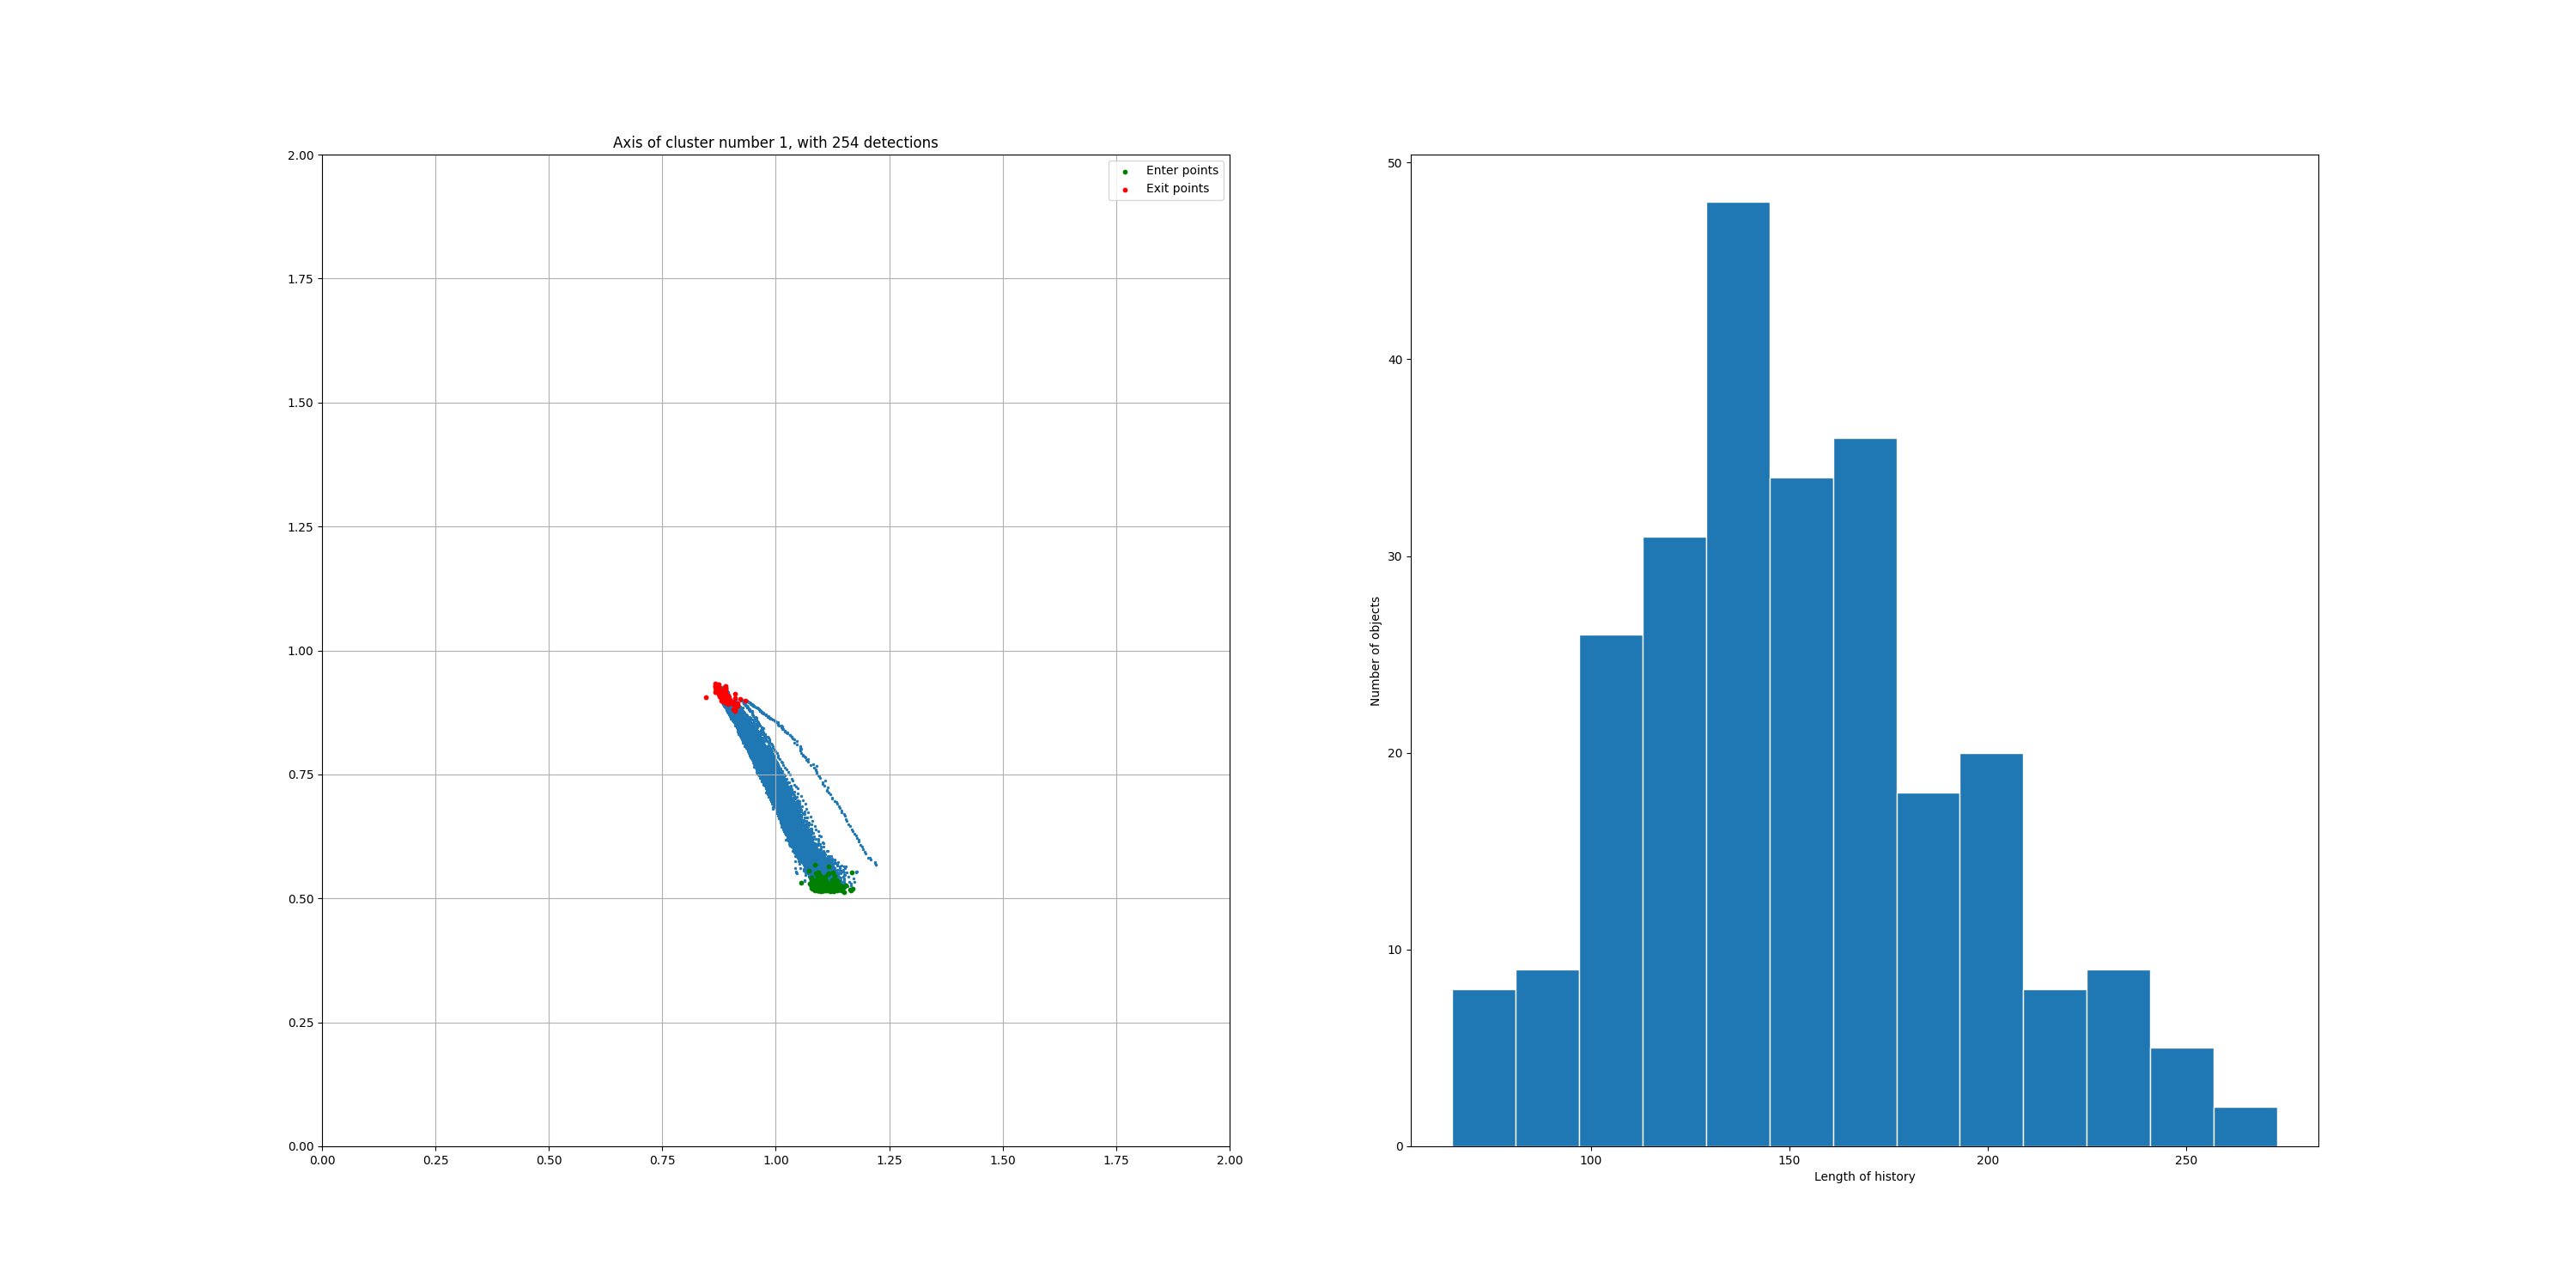 Axis of cluster number 1, with 254 detections
Enter points
Exit points
2.00
1.75
1.50
1.25
1.00
0.75
0.50
0.25
0.00
0.00 0.25 0.50 0.75 1.00 1.25 1.50 1.75 2.00
50
40
30
20
10
0
Number of objects
100 150 200 250
Length of history